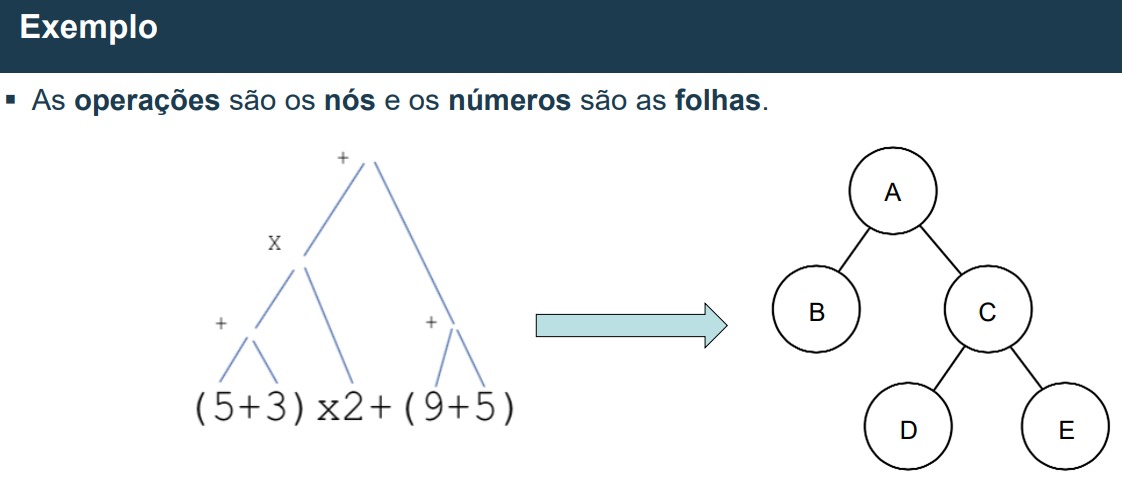 Exemplo
▪ As operações são os nós e os números são as folhas.
+
x
+
+
(5+3) x2+(9+5)
A
B
C
D
E